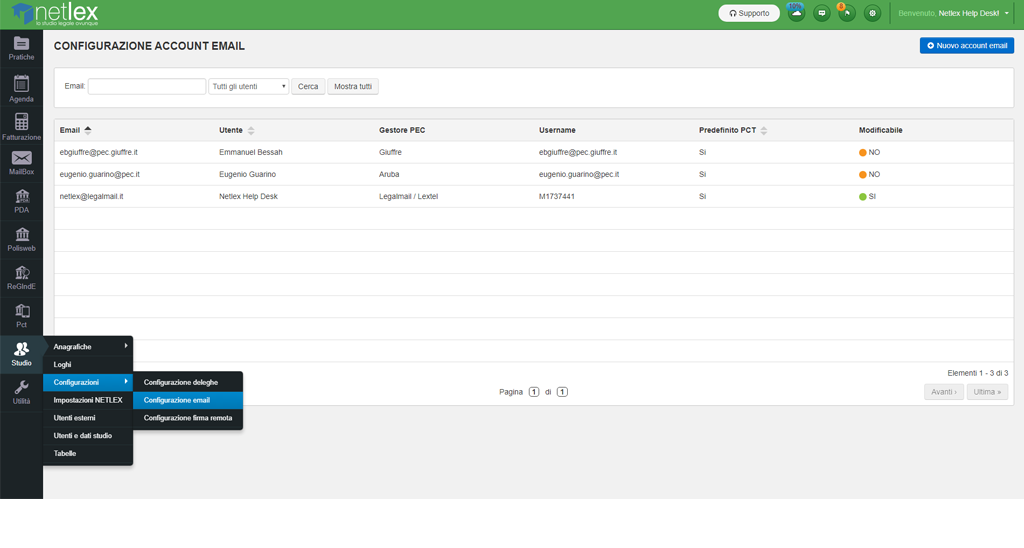 netlex
lo studio legale ovunque
Supporto
10%
6
Benvenuto, Netlex Help Desk!
Pratiche
Agenda
Fatturazione
MailBox
PDA
Polisweb
ReGIndE
Pct
Studio
Utilità
CONFIGURAZIONE ACCOUNT EMAIL
Nuovo account email
Email: Tutti gli utenti Cerca Mostra tutti
Email Utente Gestore PEC Username Predefinito PCT Modificabile
ebgiuffre@pec.giuffre.it Emmanuel Bessah Giuffre ebgiuffre@pec.giuffre.it Si NO
eugenio.guarino@pec.it Eugenio Guarino Aruba eugenio.guarino@pec.it Si NO
netlex@legalmail.it Netlex Help Desk Legalmail / Lextel M1737441 Si SI
Anagrafiche
Loghi
Configurazioni
Impostazioni NETLEX
Utenti esterni
Utenti e dati studio
Tabelle
Configurazione deleghe
Configurazione email
Configurazione firma remota
Elementi 1 - 3 di 3
Pagina 1 di 1
Avanti ›
Ultima »